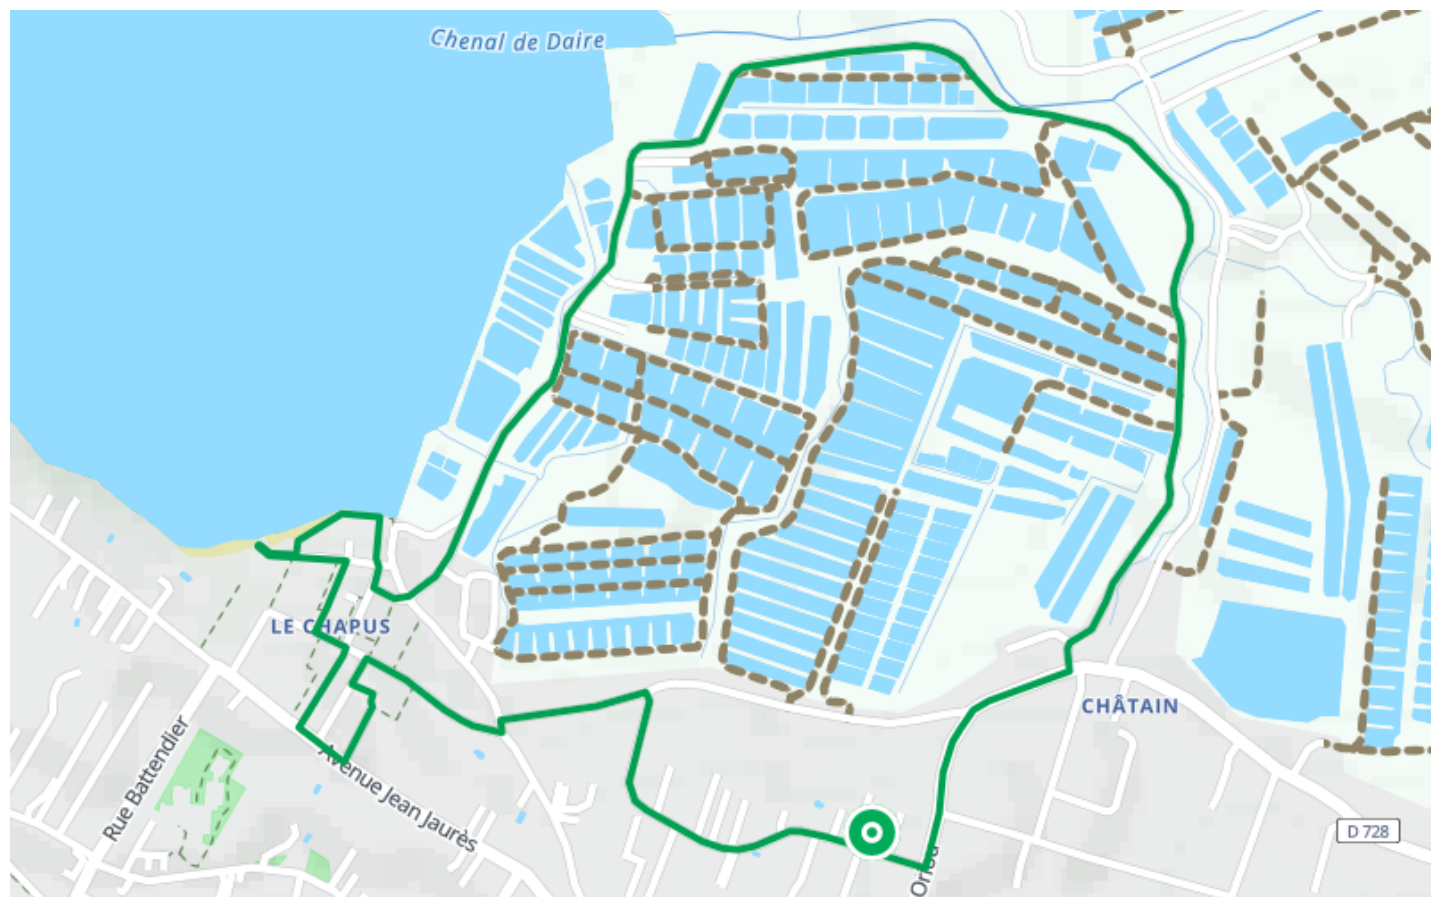 Chenal de Daire
LE CHAPUS
CHÂTAIN
Rue Battendier
Avenue Jean Jaurès
D 728